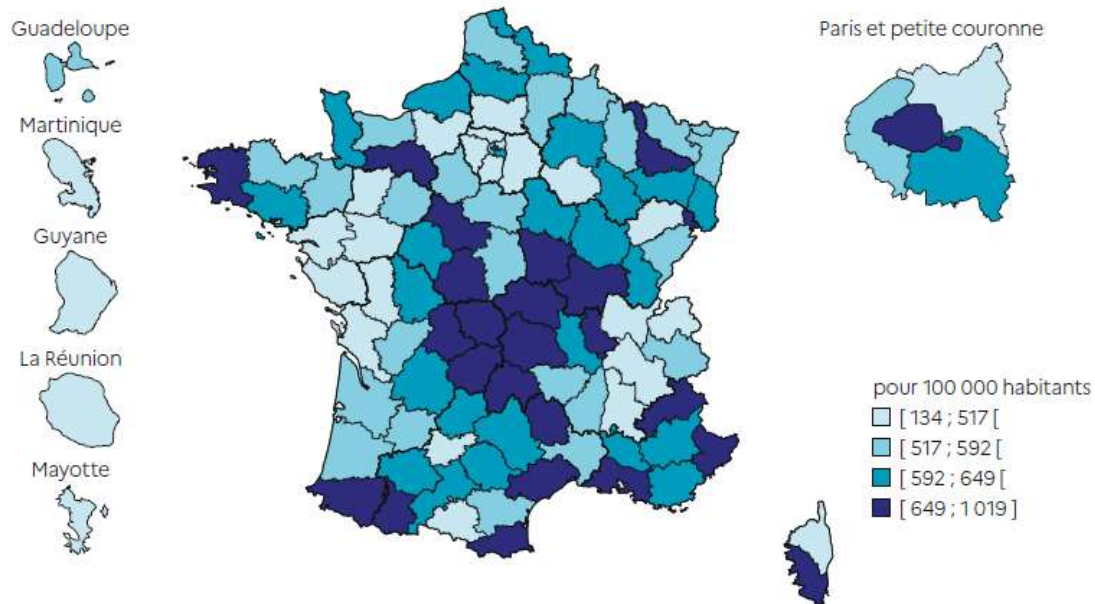 Guadeloupe
Martinique
Guyane
La Réunion
Mayotte
Paris et petite couronne
pour 100 000 habitants
[ 134 ; 517 [
[ 517 ; 592 [
[ 592 ; 649 [
[ 649 ; 1 019 ]